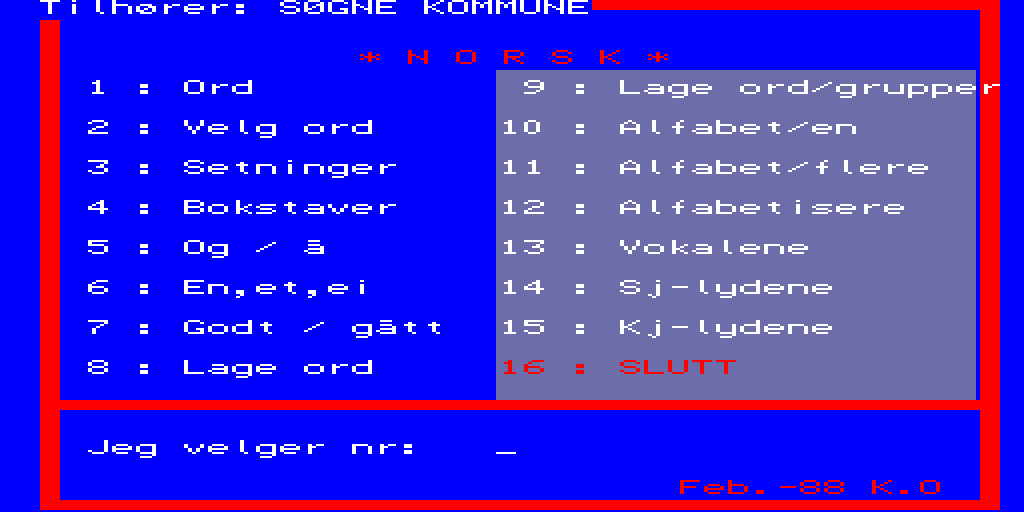 Tilhører: SØGNE KOMMUNE
* N O R S K *
1 : Ord
2 : Velg ord
3 : Setninger
4 : Bokstaver
5 : Og / å
6 : En,et,ei
7 : Godt / gått
8 : Lage ord
9 : Lage ord/grupper
10 : Alfabet/en
11 : Alfabet/flere
12 : Alfabetisere
13 : Vokalene
14 : Sj-lydene
15 : Kj-lydene
16 : SLUTT
Jeg velger nr: _
Feb.-88 K.O